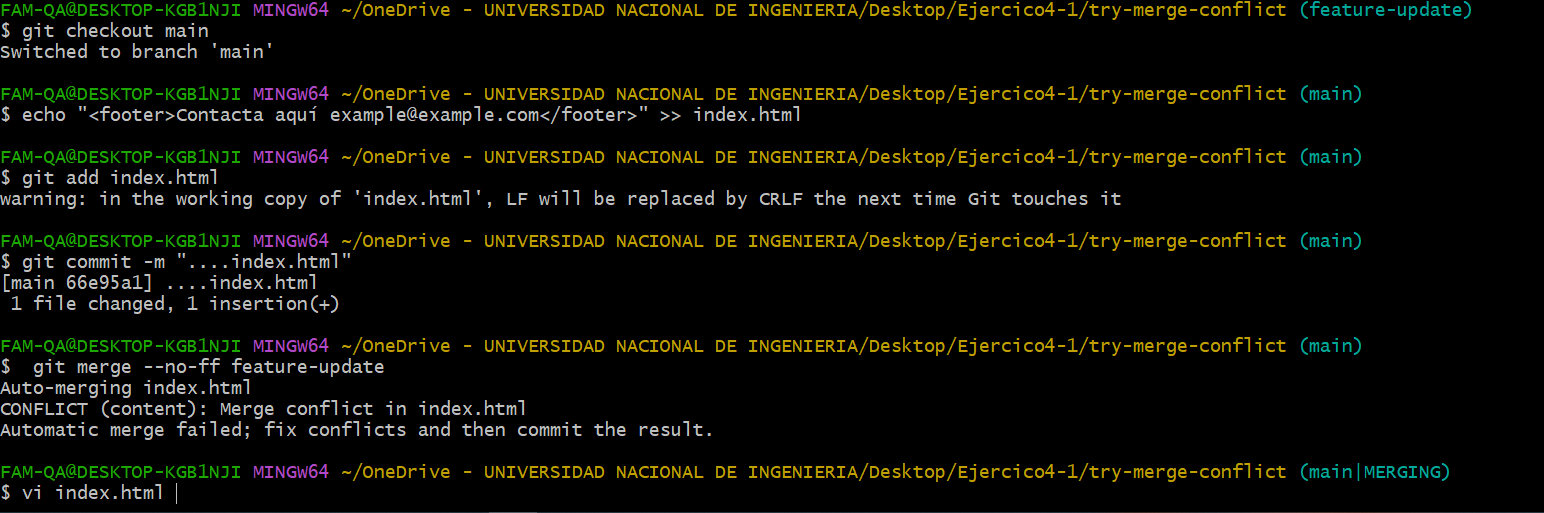 FAM-QA@DESKTOP-KGB1NJI MINGW64 ~/OneDrive - UNIVERSIDAD NACIONAL DE INGENIERIA/Desktop/Ejercico4-1/try-merge-conflict (feature-update)
$ git checkout main
Switched to branch 'main'
FAM-QA@DESKTOP-KGB1NJI MINGW64 ~/OneDrive - UNIVERSIDAD NACIONAL DE INGENIERIA/Desktop/Ejercico4-1/try-merge-conflict (main)
$ echo "<footer>Contacta aquí example@example.com</footer>" >> index.html
FAM-QA@DESKTOP-KGB1NJI MINGW64 ~/OneDrive - UNIVERSIDAD NACIONAL DE INGENIERIA/Desktop/Ejercico4-1/try-merge-conflict (main)
$ git add index.html
warning: in the working copy of 'index.html', LF will be replaced by CRLF the next time Git touches it
FAM-QA@DESKTOP-KGB1NJI MINGW64 ~/OneDrive - UNIVERSIDAD NACIONAL DE INGENIERIA/Desktop/Ejercico4-1/try-merge-conflict (main)
$ git commit -m "....index.html"
[main 66e95a1] ....index.html
 1 file changed, 1 insertion(+)
FAM-QA@DESKTOP-KGB1NJI MINGW64 ~/OneDrive - UNIVERSIDAD NACIONAL DE INGENIERIA/Desktop/Ejercico4-1/try-merge-conflict (main)
$  git merge --no-ff feature-update
Auto-merging index.html
CONFLICT (content): Merge conflict in index.html
Automatic merge failed; fix conflicts and then commit the result.
FAM-QA@DESKTOP-KGB1NJI MINGW64 ~/OneDrive - UNIVERSIDAD NACIONAL DE INGENIERIA/Desktop/Ejercico4-1/try-merge-conflict (main|MERGING)
$ vi index.html